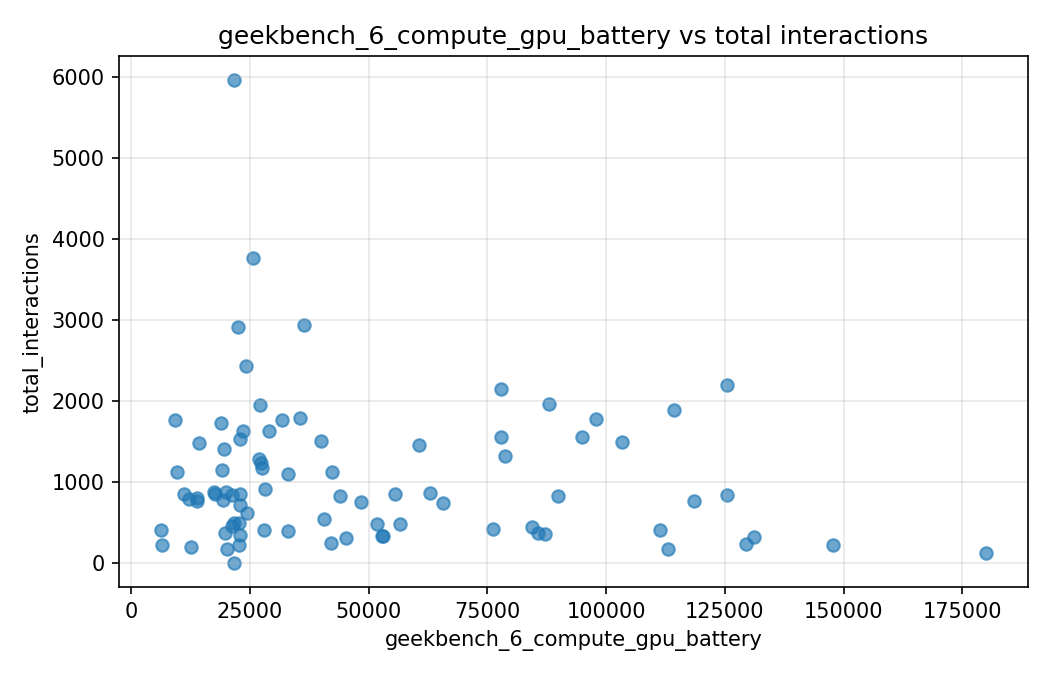 geekbench_6_compute_gpu_battery vs total interactions
total_interactions
6000
5000
4000
3000
2000
1000
0
0 25000 50000 75000 100000 125000 150000 175000
geekbench_6_compute_gpu_battery